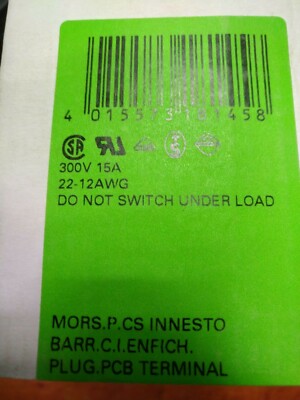 4 015573 181458
300V 15A
22-12AWG
DO NOT SWITCH UNDER LOAD
MORS.P.CS INNESTO
BARR.C.I.ENFICH.
PLUG.PCB TERMINAL